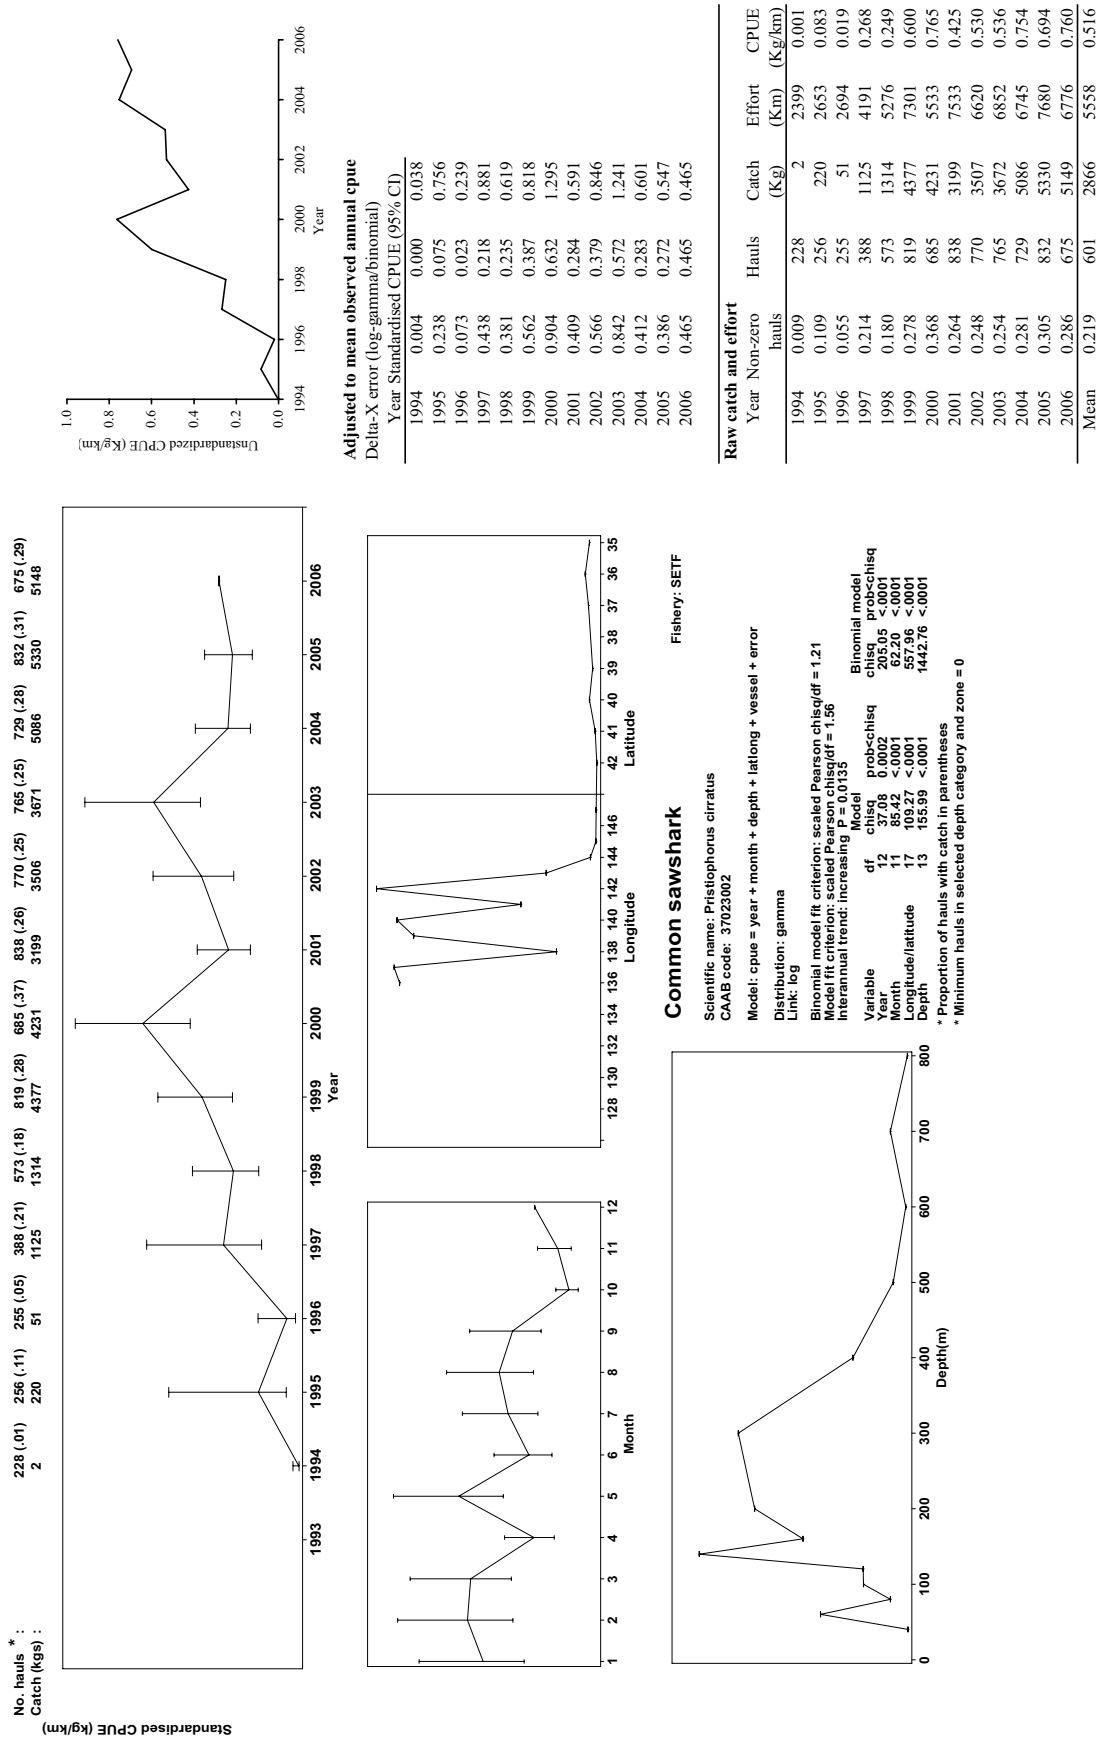 No. hauls * : 228 (.01) 256 (.11) 255 (.05) 388 (.21) 573 (.18) 819 (.28) 685 (.37) 838 (.26) 770 (.25) 765 (.25) 729 (.28) 832 (.31) 675 (.29)
Catch (kgs) : 2 220 51 1125 1314 4377 4231 3199 3506 3671 5086 5330 5148
Standardised CPUE (kg/km)
1993 1994 1995 1996 1997 1998 1999 2000 2001 2002 2003 2004 2005 2006
Year
1 2 3 4 5 6 7 8 9 10 11 12
Month
128 130 132 134 136 138 140 142 144 146 42 41 40 39 38 37 36 35
Longitude Latitude
0 100 200 300 400 500 600 700 800
Depth(m)
Common sawshark
Fishery: SETF
Scientific name: Pristiophorus cirratus
CAAB code: 37023002
Model: cpue = year + month + depth + latlong + vessel + error
Distribution: gamma
Link: log
Binomial model fit criterion: scaled Pearson chisq/df = 1.21
Model fit criterion: scaled Pearson chisq/df = 1.56
Interannual trend: increasing P = 0.0135
Model Binomial model
Variable df chisq prob<chisq chisq prob<chisq
Year 12 37.08 0.0002 205.05 <.0001
Month 11 85.42 <.0001 62.20 <.0001
Longitude/latitude 17 109.27 <.0001 557.96 <.0001
Depth 13 155.99 <.0001 1442.76 <.0001
* Proportion of hauls with catch in parentheses
* Minimum hauls in selected depth category and zone = 0
Unstandardized CPUE (Kg/km)
1.0
0.8
0.6
0.4
0.2
0.0
1994 1996 1998 2000 2002 2004 2006
Year
Adjusted to mean observed annual cpue
Delta-X error (log-gamma/binomial)
Year Standardised CPUE (95% CI)
1994 0.004 0.000 0.038
1995 0.238 0.075 0.756
1996 0.073 0.023 0.239
1997 0.438 0.218 0.881
1998 0.381 0.235 0.619
1999 0.562 0.387 0.818
2000 0.904 0.632 1.295
2001 0.409 0.284 0.591
2002 0.566 0.379 0.846
2003 0.842 0.572 1.241
2004 0.412 0.283 0.601
2005 0.386 0.272 0.547
2006 0.465 0.465 0.465
Raw catch and effort
Year Non-zero Hauls Catch Effort CPUE
hauls (Kg) (Km) (Kg/km)
1994 0.009 228 2 2399 0.001
1995 0.109 256 220 2653 0.083
1996 0.055 255 51 2694 0.019
1997 0.214 388 1125 4191 0.268
1998 0.180 573 1314 5276 0.249
1999 0.278 819 4377 7301 0.600
2000 0.368 685 4231 5533 0.765
2001 0.264 838 3199 7533 0.425
2002 0.248 770 3507 6620 0.530
2003 0.254 765 3672 6852 0.536
2004 0.281 729 5086 6745 0.754
2005 0.305 832 5330 7680 0.694
2006 0.286 675 5149 6776 0.760
Mean 0.219 601 2866 5558 0.516